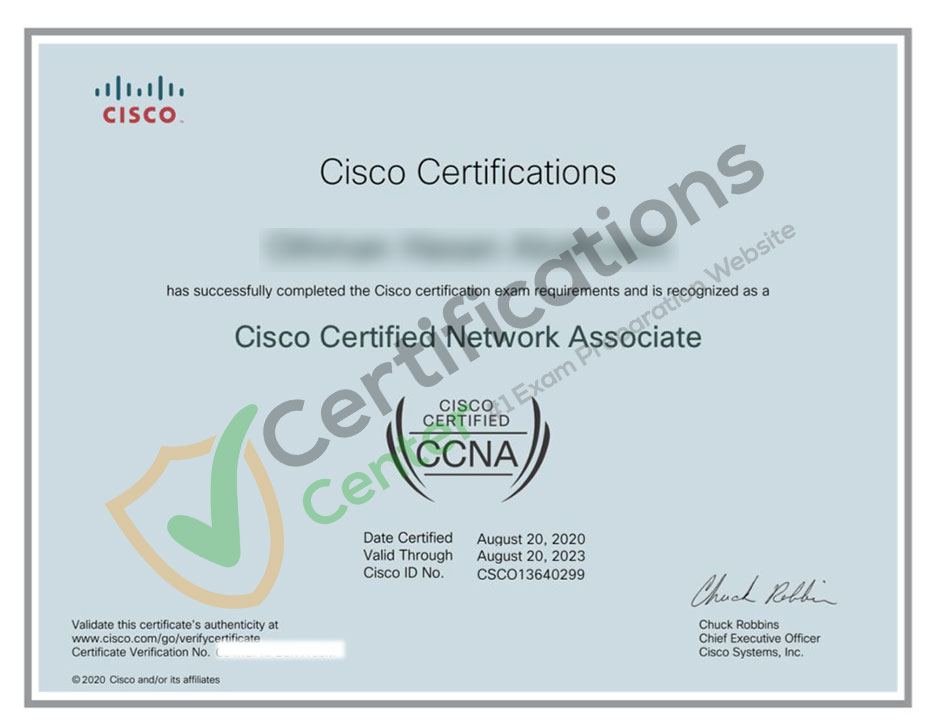 CISCO
Cisco Certifications
has successfully completed the Cisco certification exam requirements and is recognized as a
Cisco Certified Network Associate
CISCO
CERTIFIED
CCNA
Certifications
Center
#1 Exam Preparation Website
Date Certified August 20, 2020
Valid Through August 20, 2023
Cisco ID No. CSCO13640299
Validate this certificate's authenticity at
www.cisco.com/go/verifycertificate
Certificate Verification No.
© 2020 Cisco and/or its affiliates
Chuck Robbins
Chuck Robbins
Chief Executive Officer
Cisco Systems, Inc.